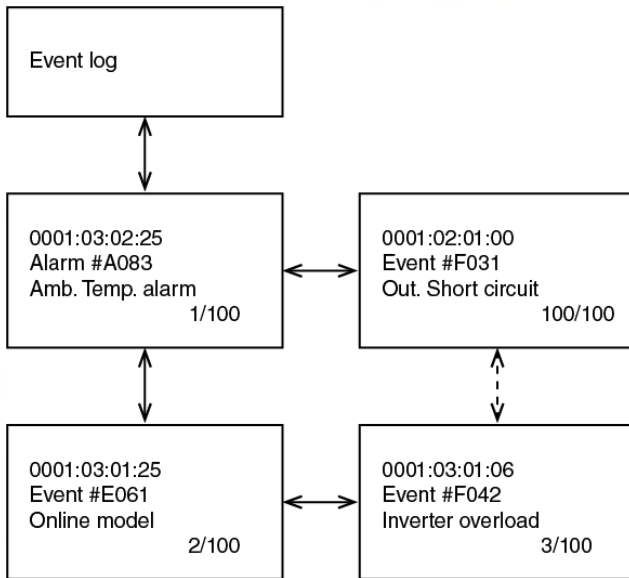 Event log
0001:03:02:25
Alarm #A083
Amb. Temp. alarm
1/100
0001:02:01:00
Event #F031
Out. Short circuit
100/100
0001:03:01:25
Event #E061
Online model
2/100
0001:03:01:06
Event #F042
Inverter overload
3/100